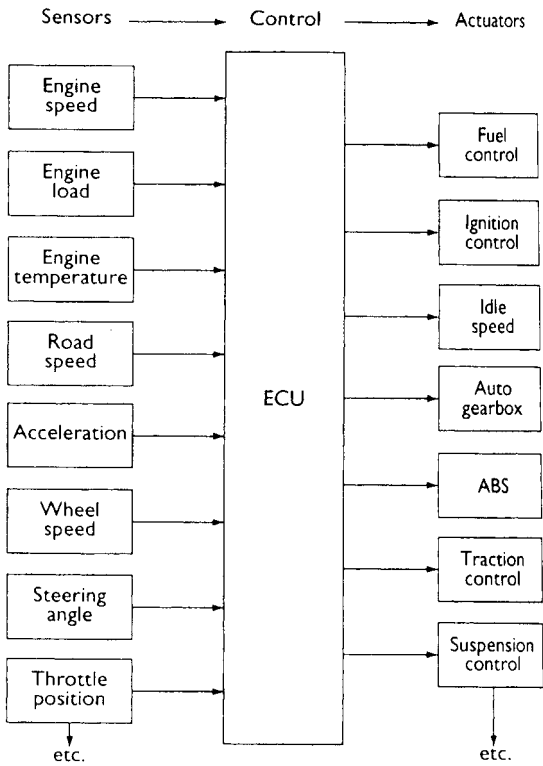 Sensors
Control
Actuators
Engine
speed
Engine
load
Engine
temperature
Road
speed
Acceleration
Wheel
speed
Steering
angle
Throttle
position
etc.
ECU
Fuel
control
Ignition
control
Idle
speed
Auto
gearbox
ABS
Traction
control
Suspension
control
etc.